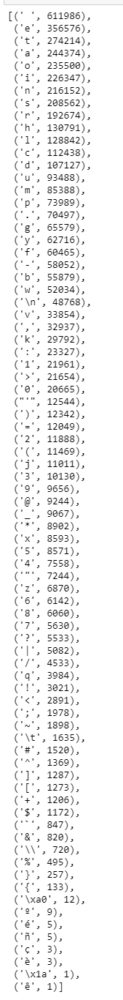 [(' ', 611986),
('e', 356576),
('t', 274214),
('a', 244374),
('o', 235500),
('i', 226347),
('n', 216152),
('s', 208562),
('r', 192674),
('h', 130791),
('l', 128842),
('c', 112438),
('d', 107127),
('u', 93488),
('m', 85388),
('p', 73989),
('.', 70497),
('g', 65579),
('y', 62716),
('f', 60465),
('-', 58052),
('b', 55879),
('w', 52034),
('\n', 48768),
('v', 33854),
(',', 32937),
('k', 29792),
(':', 23327),
('1', 21961),
('>', 21654),
('0', 20665),
("'", 12544),
(')', 12342),
('=', 12049),
('2', 11888),
('(', 11469),
('j', 11011),
('3', 10130),
('9', 9656),
('@', 9244),
('_', 9067),
('*', 8902),
('x', 8593),
('5', 8571),
('4', 7558),
('"', 7244),
('z', 6870),
('6', 6142),
('8', 6060),
('7', 5630),
('?', 5533),
('|', 5082),
('/', 4533),
('q', 3984),
('!', 3021),
('<', 2891),
(';', 1978),
('~', 1898),
('\t', 1635),
('#', 1520),
('^', 1369),
(']', 1287),
('[', 1273),
('+', 1206),
('$', 1172),
('`', 847),
('&', 820),
('\\', 720),
('%', 495),
('}', 257),
('{', 133),
('\xa0', 12),
('º', 9),
('é', 5),
('ñ', 5),
('ç', 3),
('è', 3),
('\x1a', 1),
('ê', 1)]